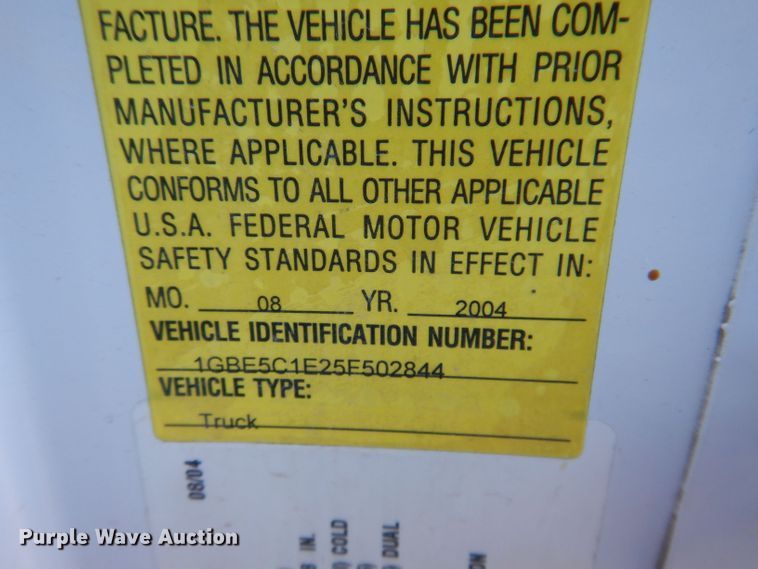 FACTURE. THE VEHICLE HAS BEEN COM-
PLETED IN ACCORDANCE WITH PRIOR
MANUFACTURER'S INSTRUCTIONS,
WHERE APPLICABLE. THIS VEHICLE
CONFORMS TO ALL OTHER APPLICABLE
U.S.A. FEDERAL MOTOR VEHICLE
SAFETY STANDARDS IN EFFECT IN:
MO. 08 YR. 2004
VEHICLE IDENTIFICATION NUMBER:
1GBE5C1E25F502844
VEHICLE TYPE:
Truck
08/04
IN.
COLD
DUAL
Purple Wave Auction